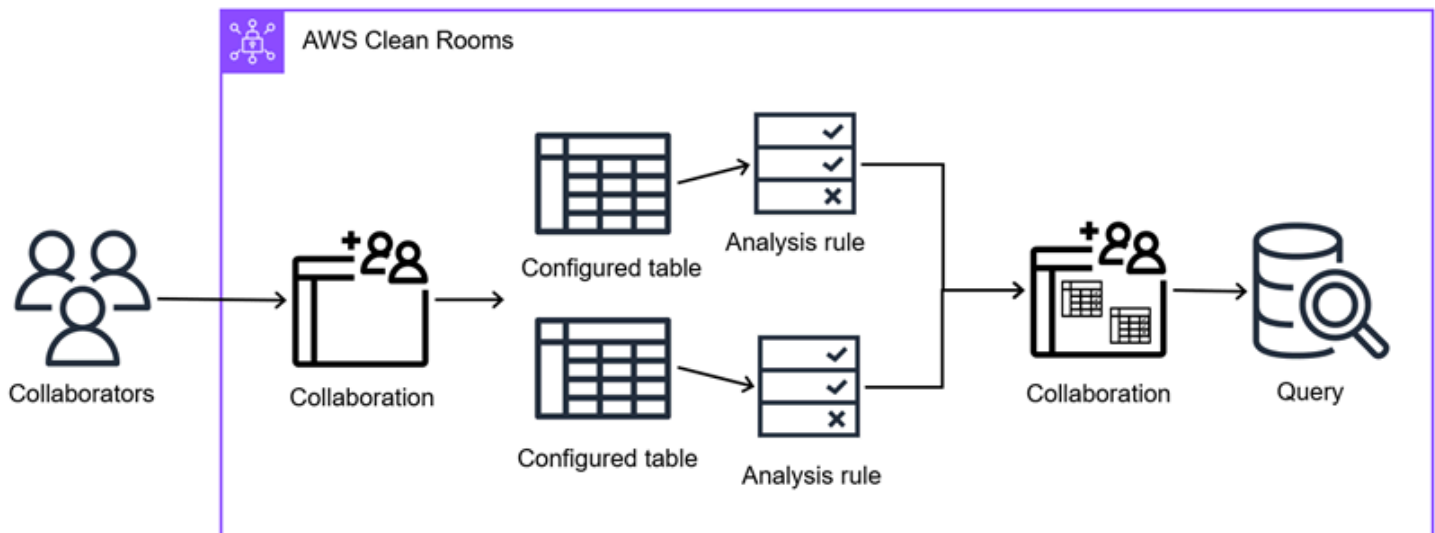 AWS Clean Rooms
Collaborators
Collaboration
Configured table
Analysis rule
Configured table
Analysis rule
Collaboration
Query